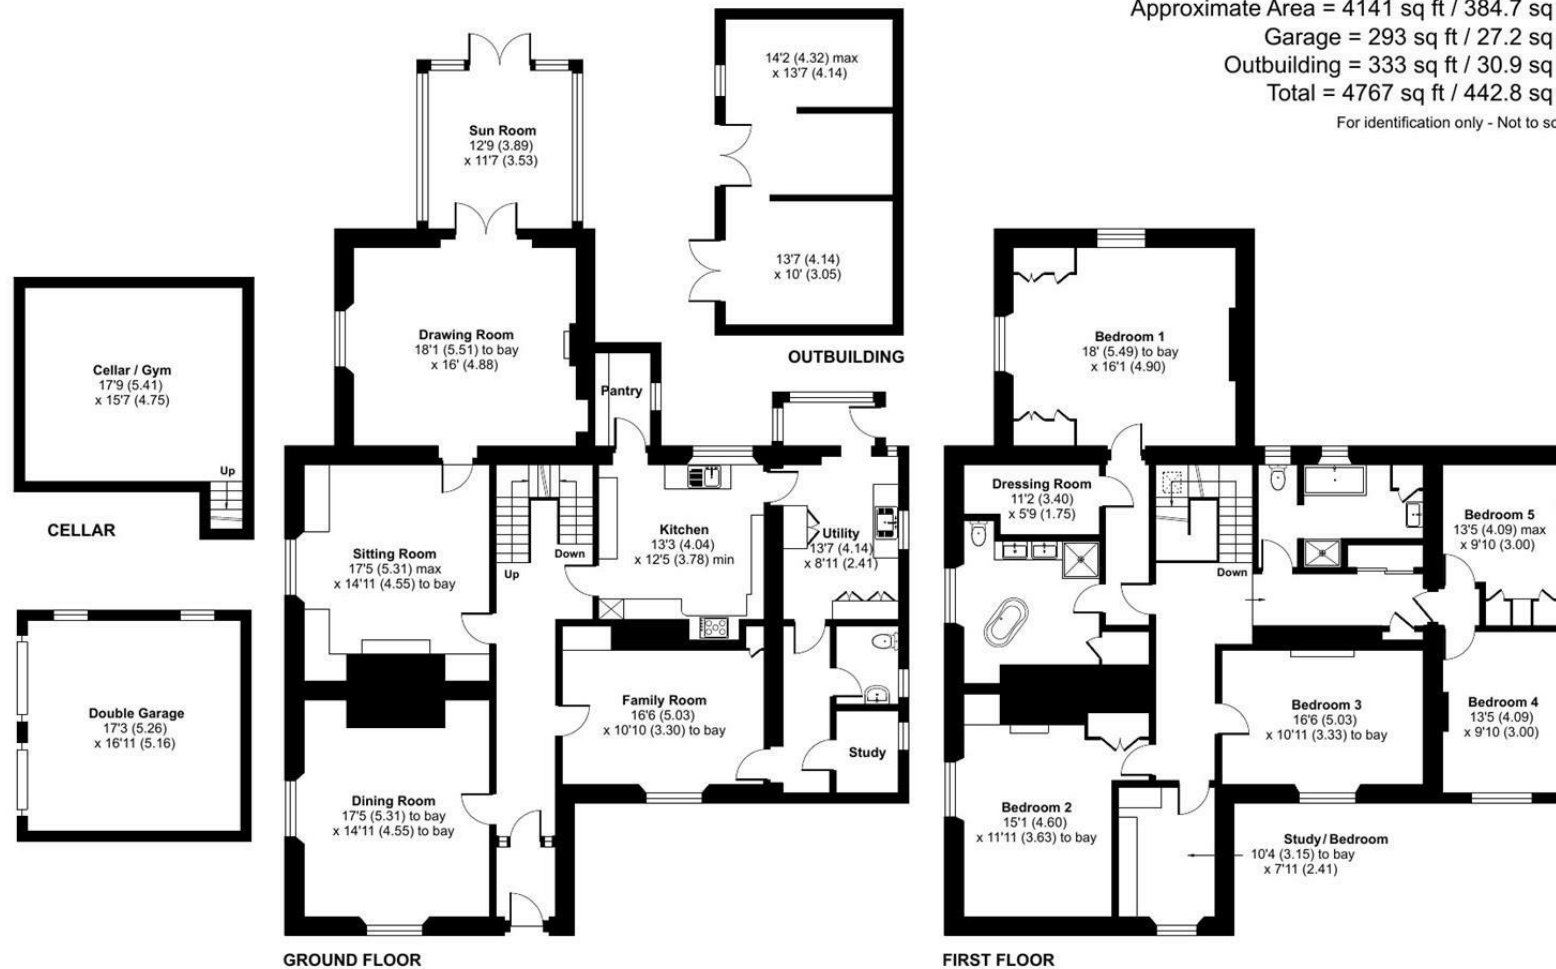 Approximate Area = 4141 sq ft / 384.7 sq
Garage = 293 sq ft / 27.2 sq
Outbuilding = 333 sq ft / 30.9 sq
Total = 4767 sq ft / 442.8 sq
For identification only - Not to sc
14'2 (4.32) max
x 13'7 (4.14)
13'7 (4.14)
x 10' (3.05)
OUTBUILDING
Sun Room
12'9 (3.89)
x 11'7 (3.53)
Drawing Room
18'1 (5.51) to bay
x 16' (4.88)
Pantry
Cellar / Gym
17'9 (5.41)
x 15'7 (4.75)
Up
CELLAR
Double Garage
17'3 (5.26)
x 16'11 (5.16)
Sitting Room
17'5 (5.31) max
x 14'11 (4.55) to bay
Up
Down
Kitchen
13'3 (4.04)
x 12'5 (3.78) min
Utility
13'7 (4.14)
x 8'11 (2.41)
Family Room
16'6 (5.03)
x 10'10 (3.30) to bay
Study
Dining Room
17'5 (5.31) to bay
x 14'11 (4.55) to bay
GROUND FLOOR
Bedroom 1
18' (5.49) to bay
x 16'1 (4.90)
Dressing Room
11'2 (3.40)
x 5'9 (1.75)
Down
Bedroom 5
13'5 (4.09) max
x 9'10 (3.00)
Bedroom 4
13'5 (4.09)
x 9'10 (3.00)
Bedroom 3
16'6 (5.03)
x 10'11 (3.33) to bay
Bedroom 2
15'1 (4.60)
x 11'11 (3.63) to bay
Study/Bedroom
10'4 (3.15) to bay
x 7'11 (2.41)
FIRST FLOOR